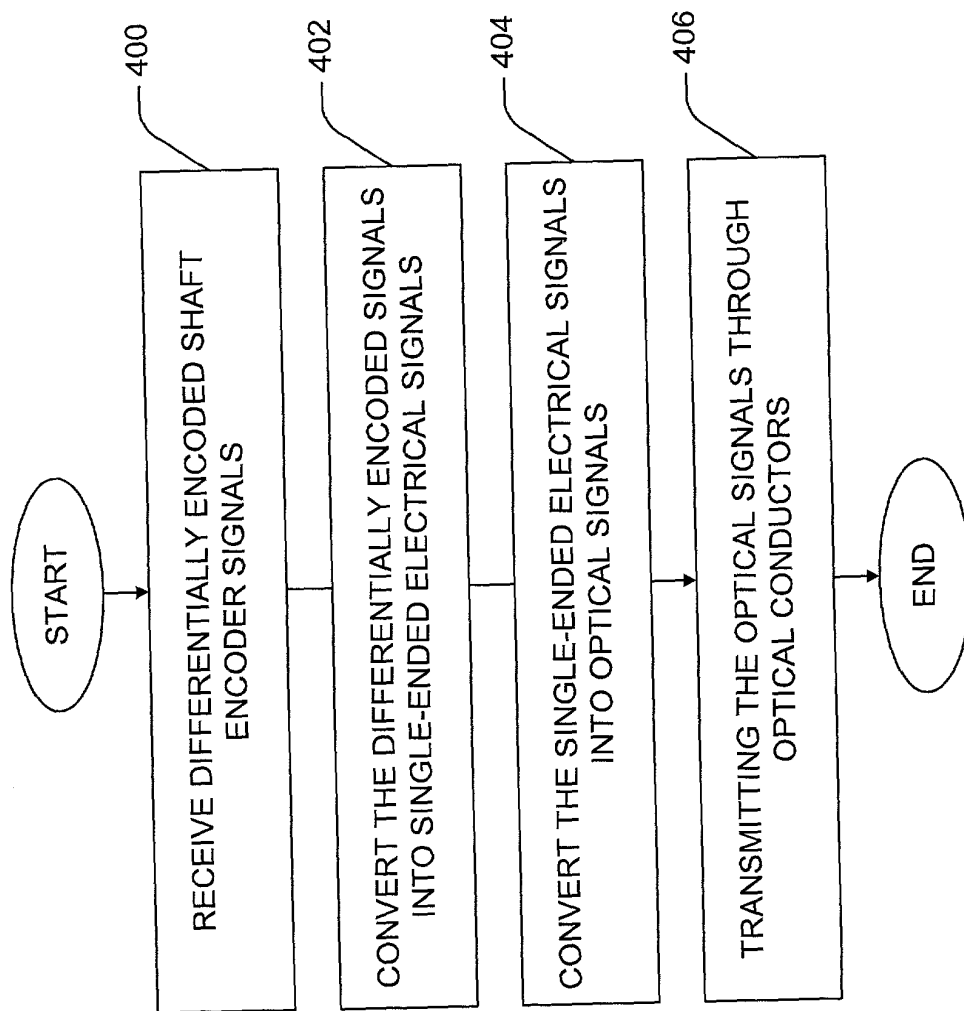 START
400
RECEIVE DIFFERENTIALLY ENCODED SHAFT
ENCODER SIGNALS
402
CONVERT THE DIFFERENTIALLY ENCODED SIGNALS
INTO SINGLE-ENDED ELECTRICAL SIGNALS
404
CONVERT THE SINGLE-ENDED ELECTRICAL SIGNALS
INTO OPTICAL SIGNALS
406
TRANSMITTING THE OPTICAL SIGNALS THROUGH
OPTICAL CONDUCTORS
END